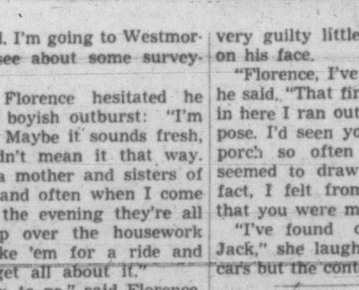 I'm going to Westmor-
see about some survey-
Florence hesitated he
boyish outburst: "I'm
Maybe it sounds fresh,
dn't mean it that way.
a mother and sisters of
and often when I come
the evening they're all
p over the housework
ke 'em for a ride and
get all about it."
said Florence
very guilty little
on his face.
"Florence, I've
he said. "That fir
in here I ran out
pose. I'd seen yo
porch so often
seemed to draw
fact, I felt from
that you were m
"I've found o
Jack," she laugh
cars but the cont